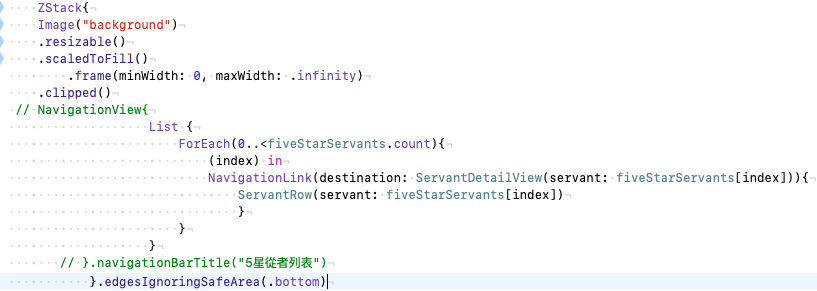 ZStack{
Image("background")
.resizable()
.scaledToFill()
.frame(minWidth: 0, maxWidth: .infinity)
.clipped()
// NavigationView{
List {
ForEach(0..<fiveStarServants.count){
(index) in
NavigationLink(destination: ServantDetailView(servant: fiveStarServants[index])){
ServantRow(servant: fiveStarServants[index])
}
}
}
// }.navigationBarTitle("5星從者列表")
}.edgesIgnoringSafeArea(.bottom)